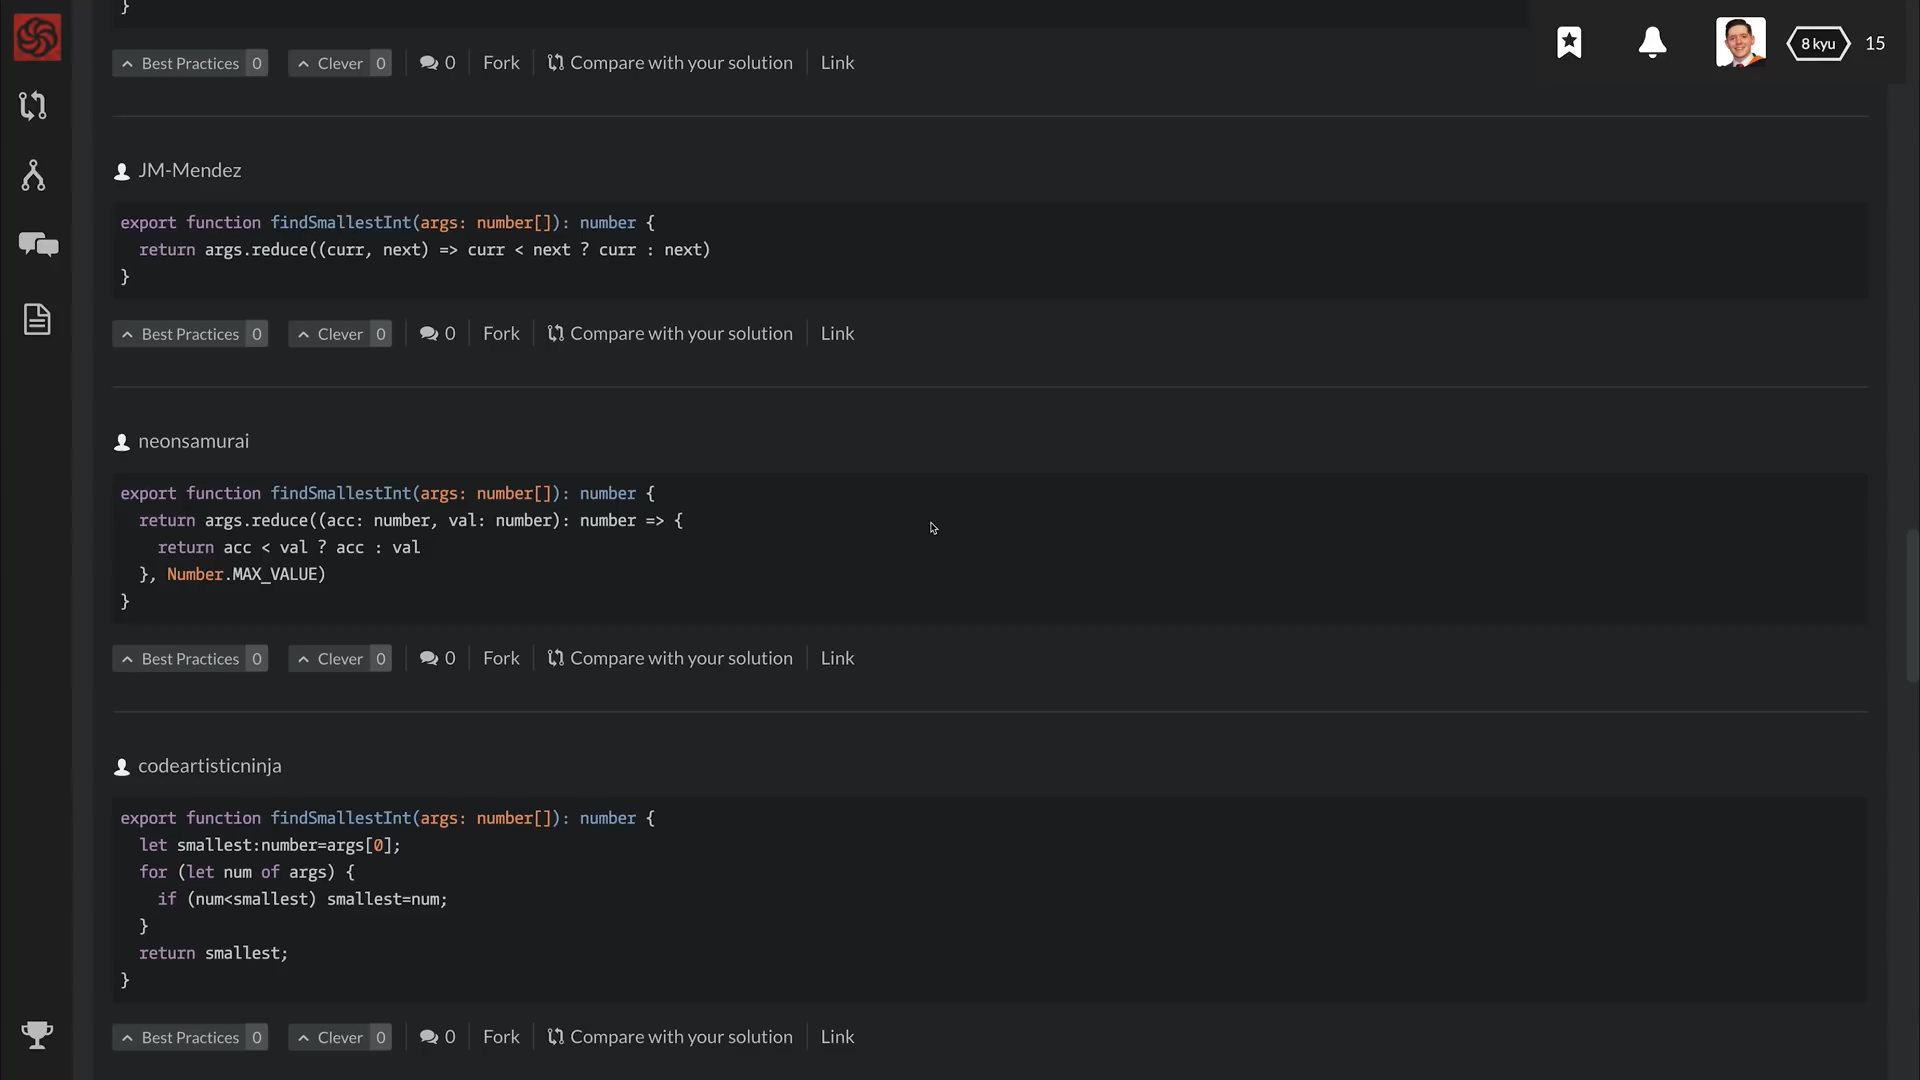 }
Best Practices 0 Clever 0 0 Fork Compare with your solution Link
8 kyu 15
JM-Mendez
export function findSmallestInt(args: number[]): number {
  return args.reduce((curr, next) => curr < next ? curr : next)
}
Best Practices 0 Clever 0 0 Fork Compare with your solution Link
neonsamurai
export function findSmallestInt(args: number[]): number {
  return args.reduce((acc: number, val: number): number => {
    return acc < val ? acc : val
  }, Number.MAX_VALUE)
}
Best Practices 0 Clever 0 0 Fork Compare with your solution Link
codeartisticninja
export function findSmallestInt(args: number[]): number {
  let smallest:number=args[0];
  for (let num of args) {
    if (num<smallest) smallest=num;
  }
  return smallest;
}
Best Practices 0 Clever 0 0 Fork Compare with your solution Link